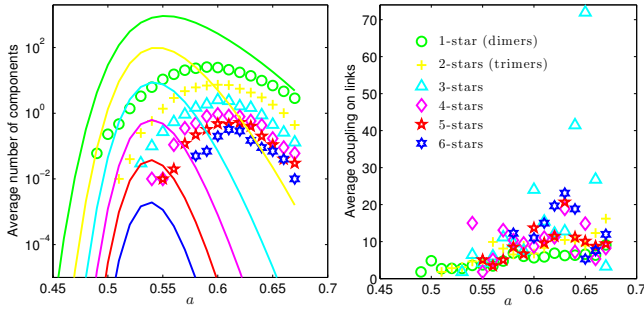 Average number of components
10^2
10^0
10^-2
10^-4
0.45 0.5 0.55 0.6 0.65 0.7
a
Average coupling on links
80
70
60
50
40
30
20
10
0
0.45 0.5 0.55 0.6 0.65 0.7
a
1-star (dimers)
2-stars (trimers)
3-stars
4-stars
5-stars
6-stars